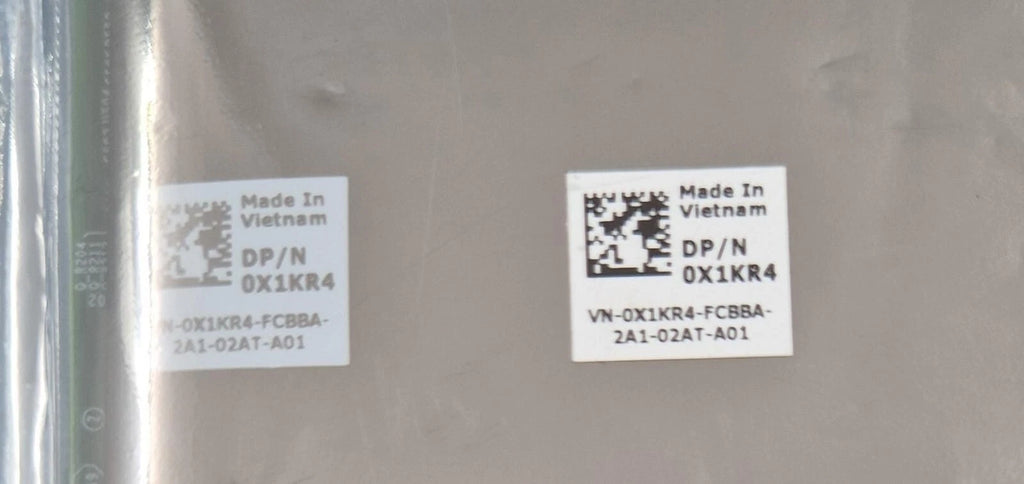 Made In
Vietnam
DP/N
0X1KR4
VN-0X1KR4-FCBBA-
2A1-02AT-A01
Made In
Vietnam
DP/N
0X1KR4
VN-0X1KR4-FCBBA-
2A1-02AT-A01